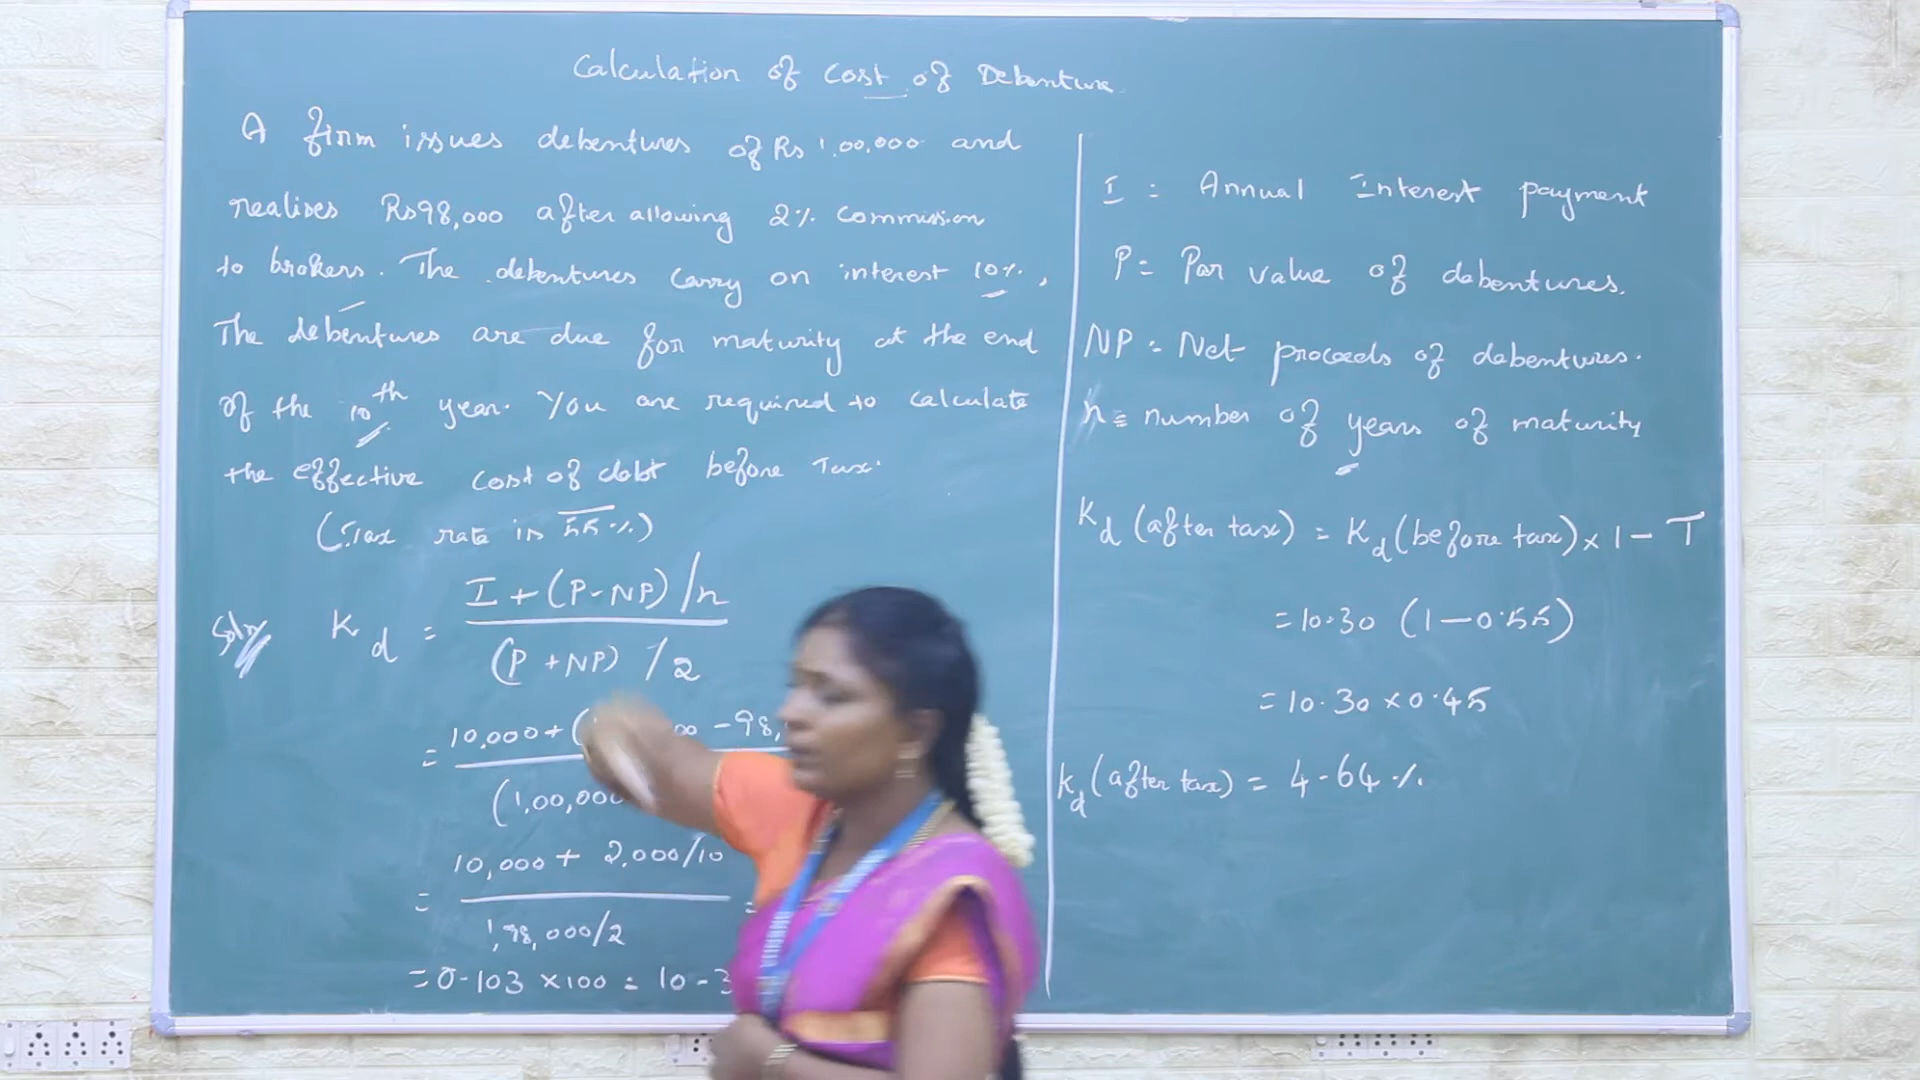 Calculation of Cost of Debenture
A firm issues debentures of Rs 1,00,000 and
realises Rs98,000 after allowing 2% commission
to brokers. The debentures carry on interest 10%,
The debentures are due for maturity at the end
of the 10th year. You are required to calculate
the effective cost of debt before Tax.
(Tax rate is 55%)
Soln Kd = I + (P-NP)/n
(P + NP) /2
= 10,000 + ( -98,
(1,00,000
= 10,000 + 2,000/10
1,98,000/2 =
= 0.103 × 100 = 10.3
I = Annual Interest payment
P = Par value of debentures.
NP = Net proceeds of debentures.
n = number of years of maturity
Kd (after tax) = Kd (before tax) × 1 - T
= 10.30 (1-0.55)
= 10.30 × 0.45
Kd (after tax) = 4.64%